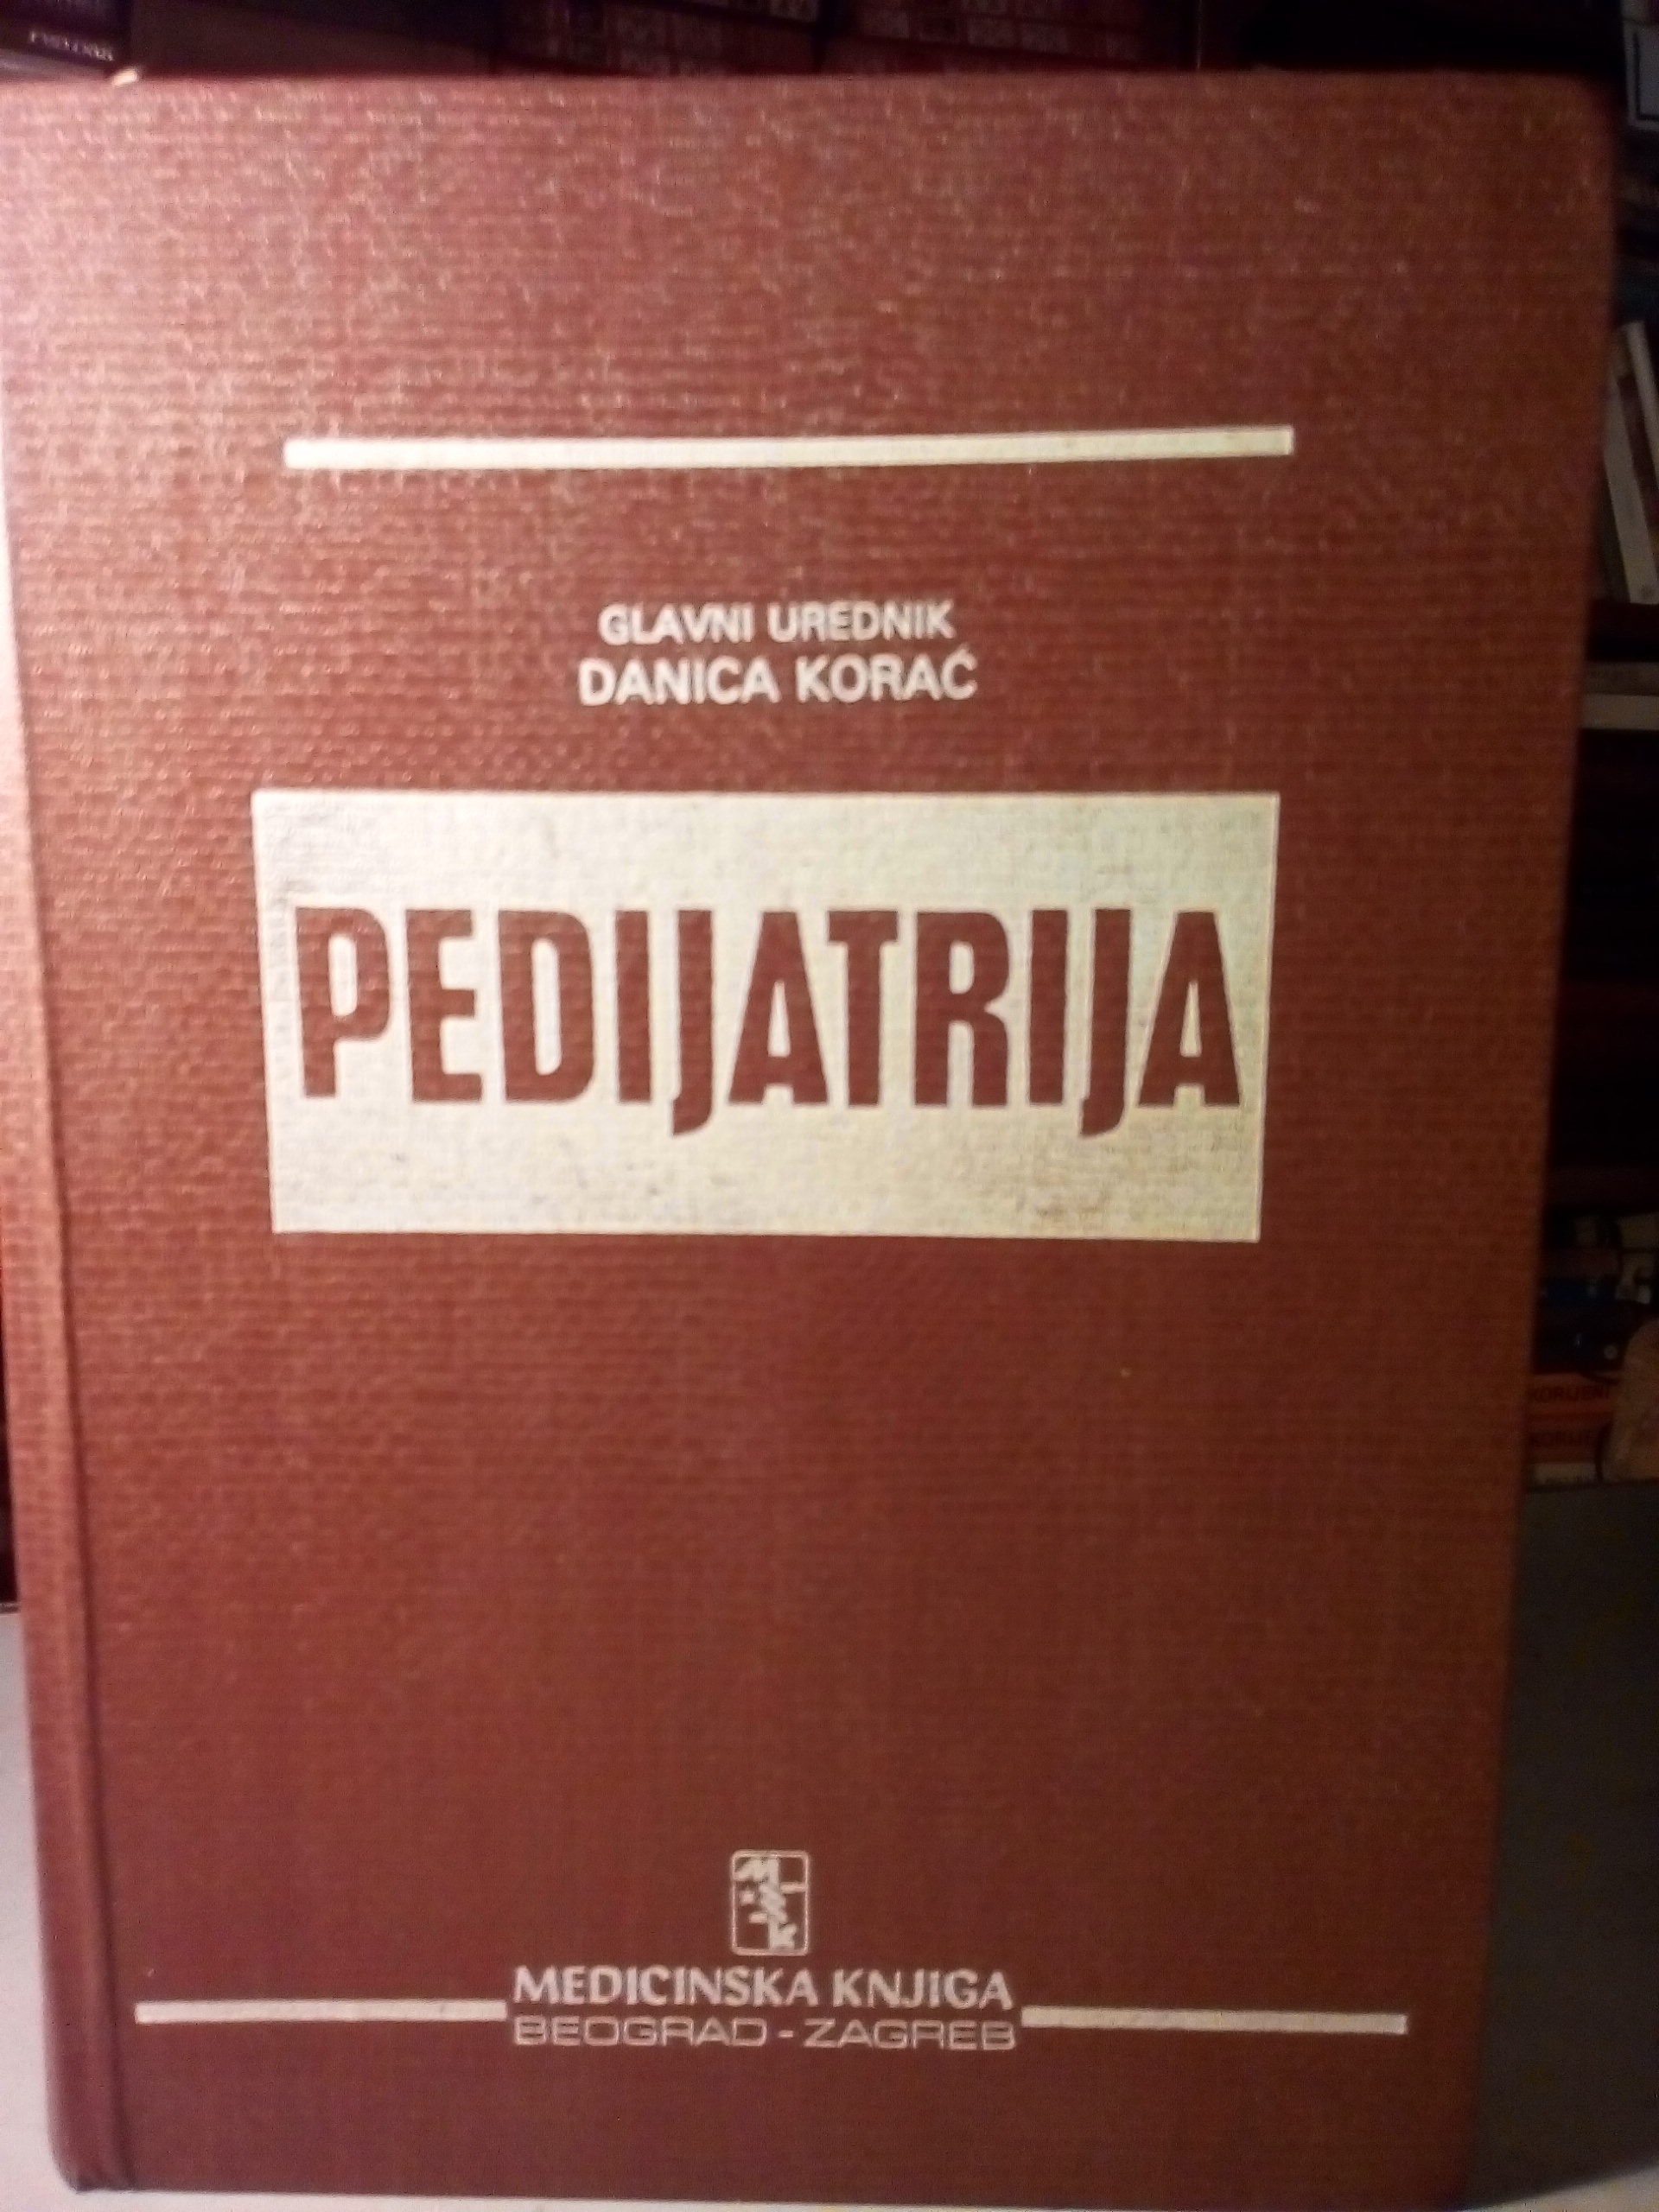 GLAVNI UREDNIK
DANICA KORAĆ
PEDIJATRIJA
MEDICINSKA KNJIGA
BEOGRAD - ZAGREB